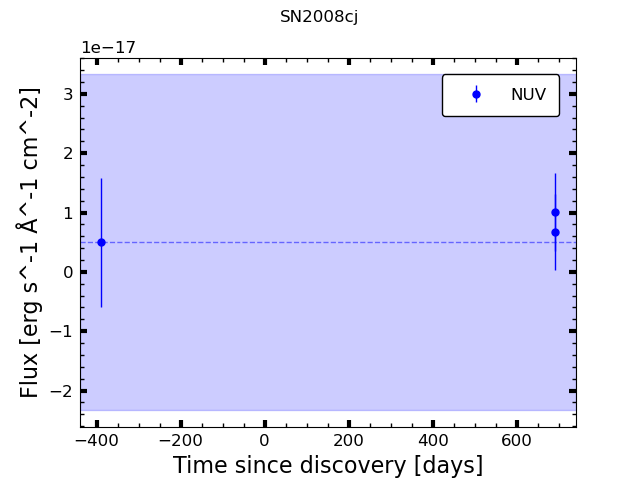 SN2008cj
1e−17
NUV
3
2
1
0
−1
−2
Flux [erg s^-1 Å^-1 cm^-2]
−400 −200 0 200 400 600
Time since discovery [days]